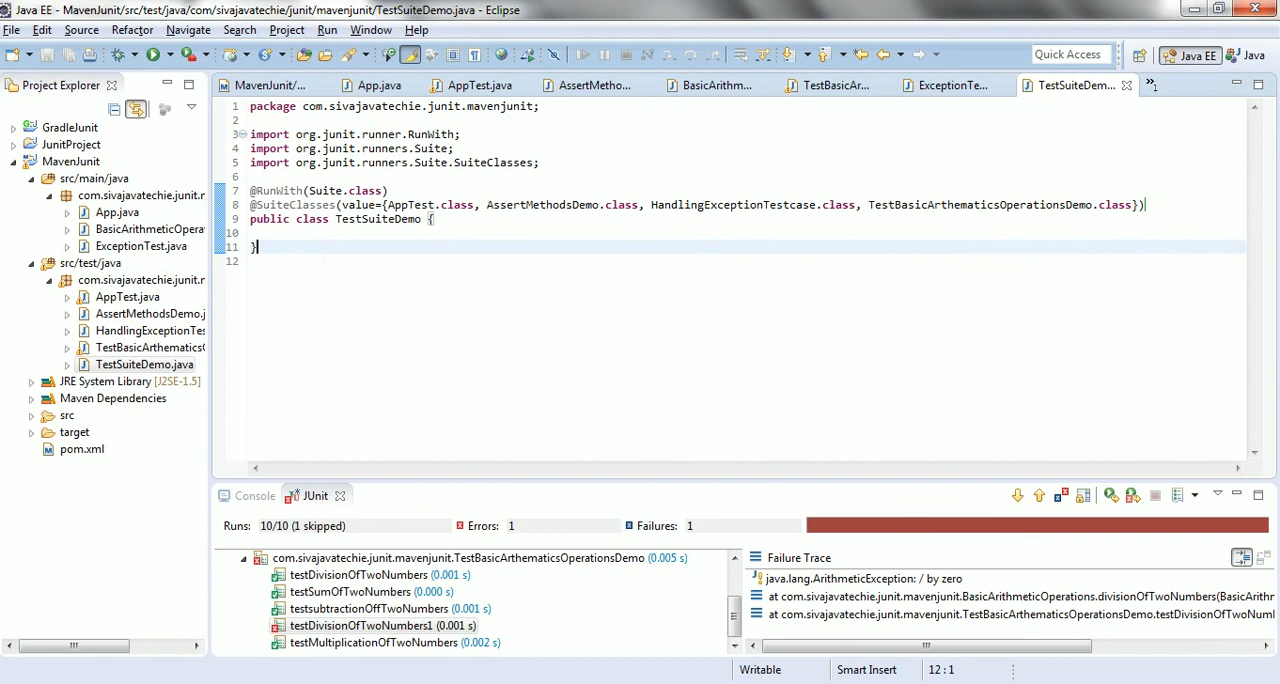 Java EE - MavenJunit/src/test/java/com/sivajavatechie/junit/mavenjunit/TestSuiteDemo.java - Eclipse
File Edit Source Refactor Navigate Search Project Run Window Help
Quick Access Java EE Java
Project Explorer
MavenJunit/... App.java AppTest.java AssertMetho... BasicArithm... TestBasicAr... ExceptionTe... TestSuiteDem... »1
GradleJunit
JunitProject
MavenJunit
src/main/java
com.sivajavatechie.junit.r
App.java
BasicArithmeticOpera
ExceptionTest.java
src/test/java
com.sivajavatechie.junit.r
AppTest.java
AssertMethodsDemo.j
HandlingExceptionTes
TestBasicArthematicsO
TestSuiteDemo.java
JRE System Library [J2SE-1.5]
Maven Dependencies
src
target
pom.xml
1 package com.sivajavatechie.junit.mavenjunit;
2
3 import org.junit.runner.RunWith;
4 import org.junit.runners.Suite;
5 import org.junit.runners.Suite.SuiteClasses;
6
7 @RunWith(Suite.class)
8 @SuiteClasses(value={AppTest.class, AssertMethodsDemo.class, HandlingExceptionTestcase.class, TestBasicArthematicsOperationsDemo.class})
9 public class TestSuiteDemo {
10
11 }
12
Console JUnit
Runs: 10/10 (1 skipped) Errors: 1 Failures: 1
com.sivajavatechie.junit.mavenjunit.TestBasicArthematicsOperationsDemo (0.005 s)
testDivisionOfTwoNumbers (0.001 s)
testSumOfTwoNumbers (0.000 s)
testsubtractionOffTwoNumbers (0.001 s)
testDivisionOfTwoNumbers1 (0.001 s)
testMultiplicationOfTwoNumbers (0.002 s)
Failure Trace
java.lang.ArithmeticException: / by zero
at com.sivajavatechie.junit.mavenjunit.BasicArithmeticOperations.divisionOfTwoNumbers(BasicArithm
at com.sivajavatechie.junit.mavenjunit.TestBasicArthematicsOperationsDemo.testDivisionOfTwoNuml
Writable Smart Insert 12 : 1